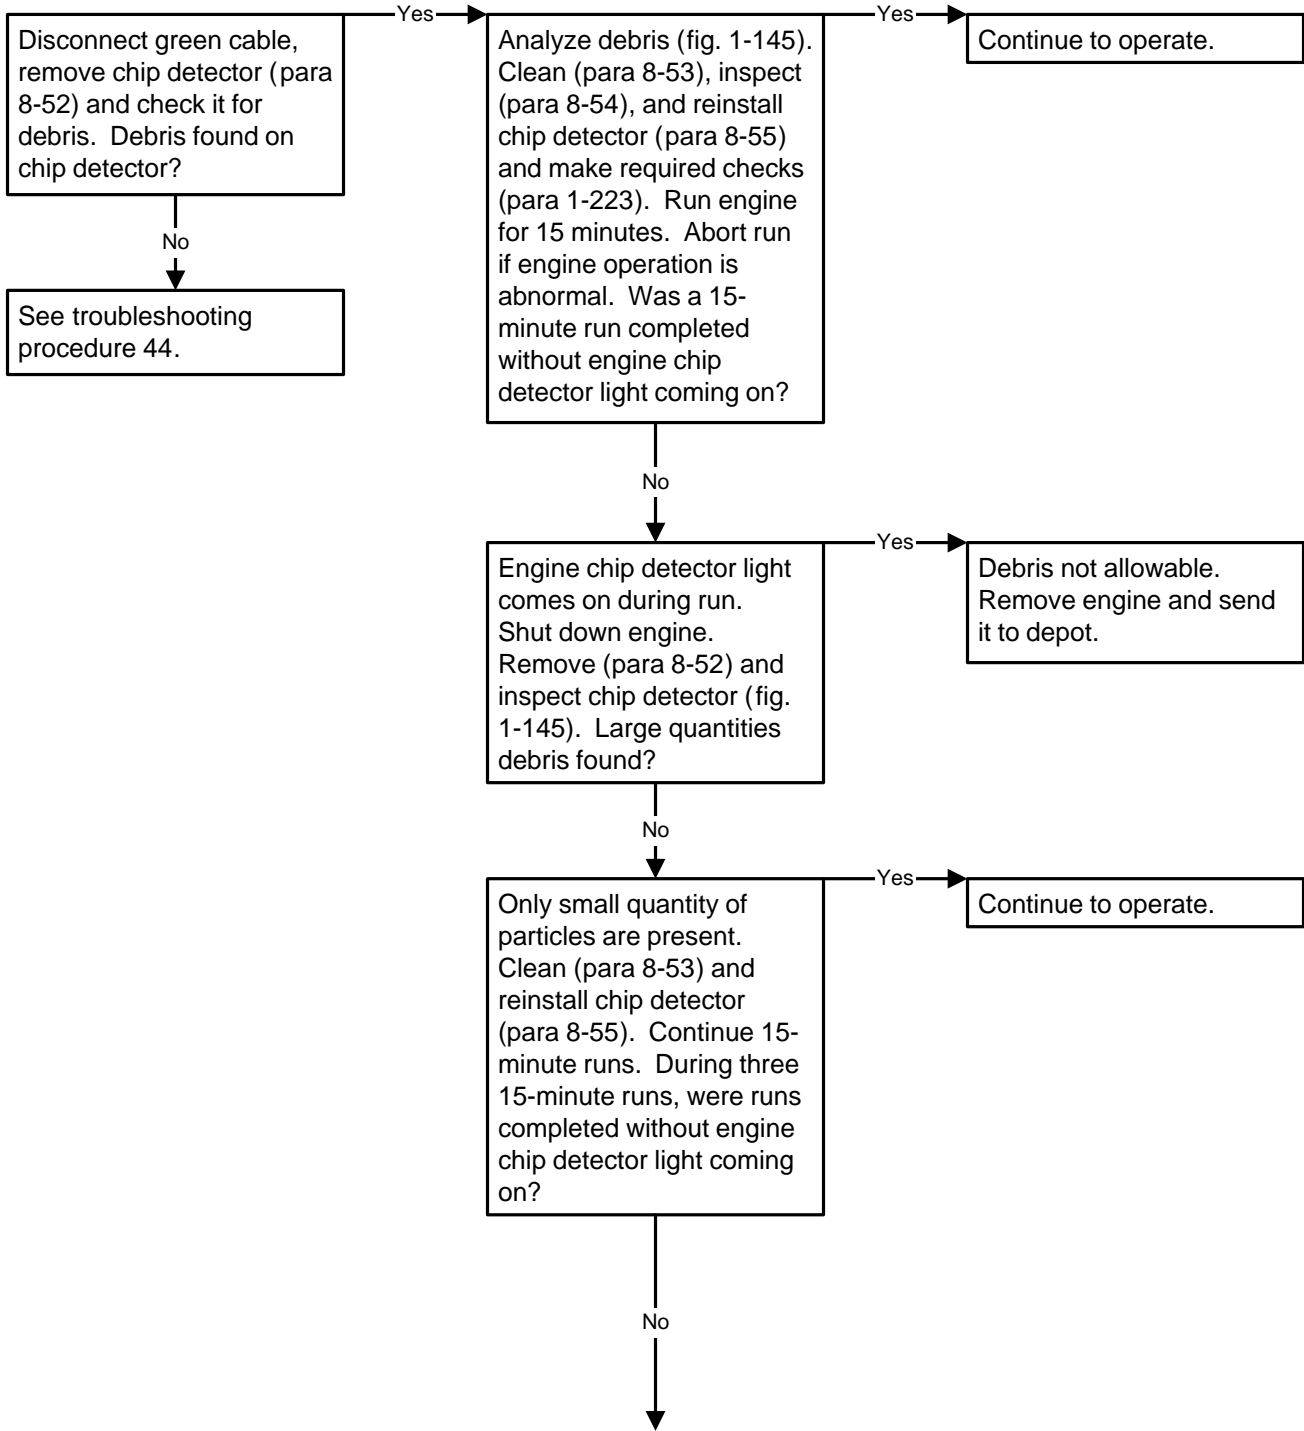 Disconnect green cable,
remove chip detector (para
8-52) and check it for
debris.  Debris found on
chip detector?
Yes
No
See troubleshooting
procedure 44.
Analyze debris (fig. 1-145).
Clean (para 8-53), inspect
(para 8-54), and reinstall
chip detector (para 8-55)
and make required checks
(para 1-223).  Run engine
for 15 minutes.  Abort run
if engine operation is
abnormal.  Was a 15-
minute run completed
without engine chip
detector light coming on?
Yes
Continue to operate.
No
Engine chip detector light
comes on during run.
Shut down engine.
Remove (para 8-52) and
inspect chip detector (fig.
1-145).  Large quantities
debris found?
Yes
Debris not allowable.
Remove engine and send
it to depot.
No
Only small quantity of
particles are present.
Clean (para 8-53) and
reinstall chip detector
(para 8-55).  Continue 15-
minute runs.  During three
15-minute runs, were runs
completed without engine
chip detector light coming
on?
Yes
Continue to operate.
No